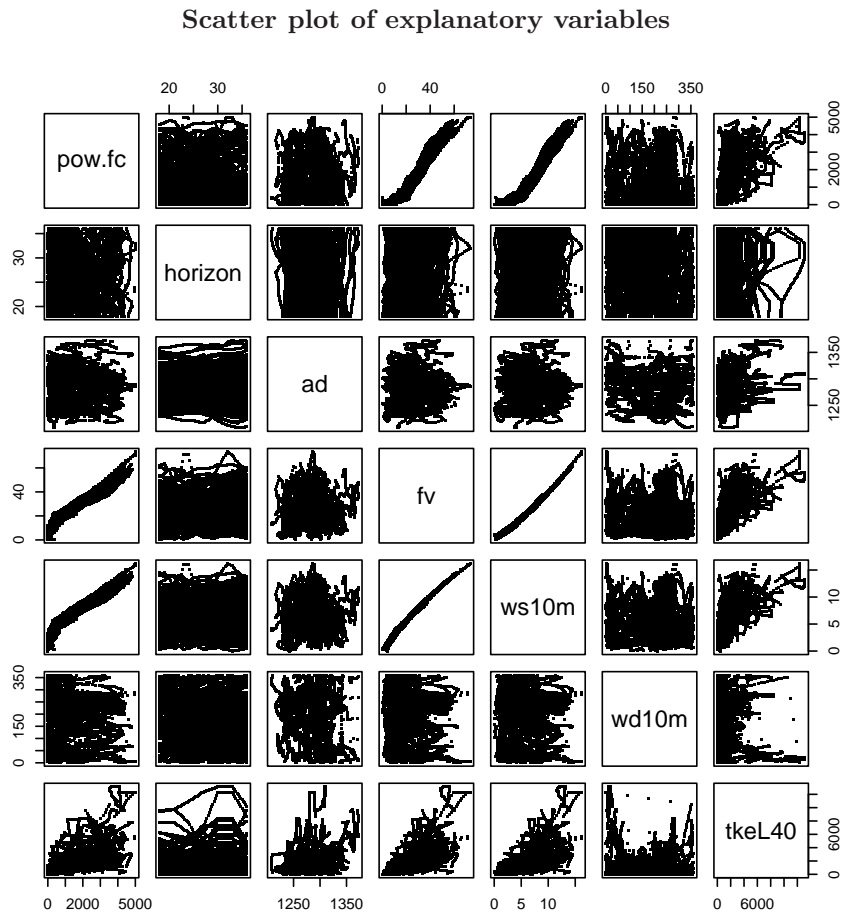 Scatter plot of explanatory variables
20 30 0 40 0 150 350
pow.fc 0 2000 5000
20 30 horizon
ad 1250 1350
0 40 fv
ws10m 0 5 10
0 150 350 wd10m
tkeL40 0 6000
0 2000 5000 1250 1350 0 5 10 0 6000